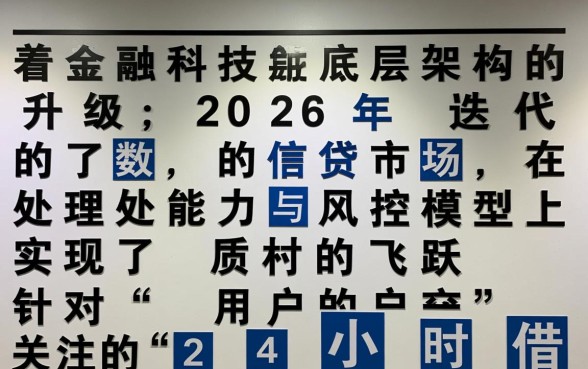 着金融科技底层架构的
升级；2026年 迭代
的了数，的信贷市场，在
处理处能力与风控模型上
实现了 质村的飞跃
针对“ 用户的户”
关注的“24小时借